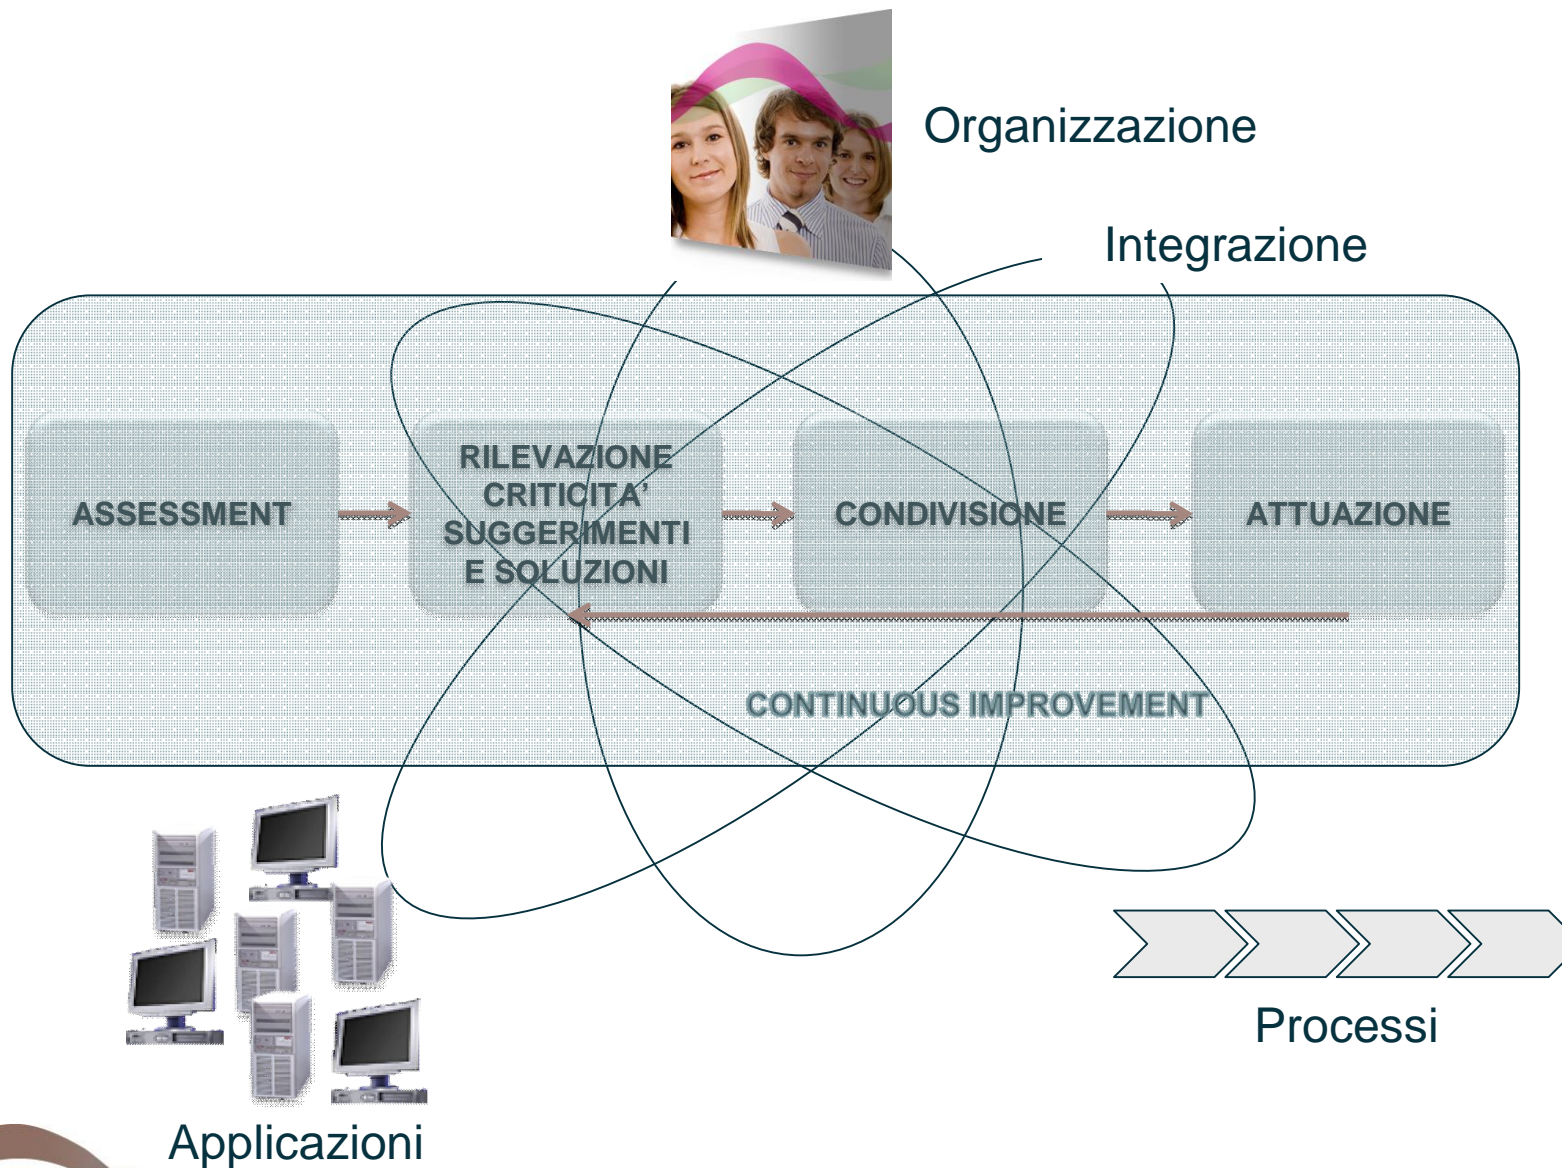 Organizzazione
Integrazione
ASSESSMENT
RILEVAZIONE
CRITICITA’
SUGGERIMENTI
E SOLUZIONI
CONDIVISIONE
ATTUAZIONE
CONTINUOUS IMPROVEMENT
Processi
Applicazioni